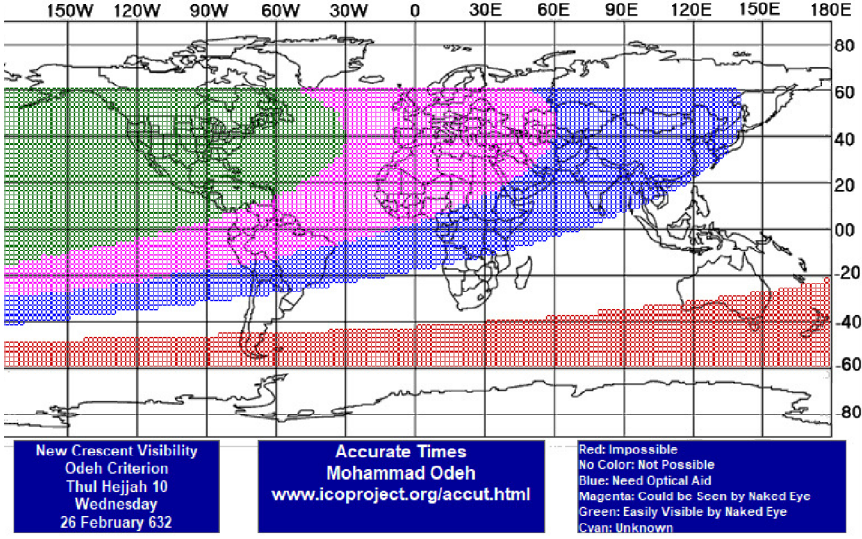 150W 120W 90W 60W 30W 0 30E 60E 90E 120E 150E 180E
80
60
40
20
00
-20
-40
-60
-80
New Crescent Visibility
Odeh Criterion
Thul Hejjah 10
Wednesday
26 February 632
Accurate Times
Mohammad Odeh
www.icoproject.org/accut.html
Red: Impossible
No Color: Not Possible
Blue: Need Optical Aid
Magenta: Could be Seen by Naked Eye
Green: Easily Visible by Naked Eye
Cyan: Unknown